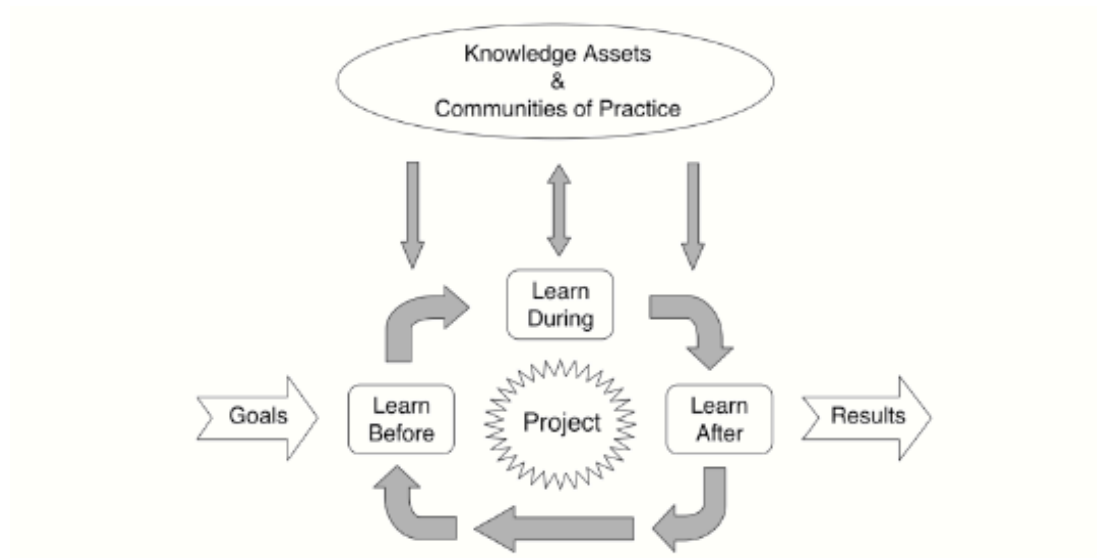 Knowledge Assets
&
Communities of Practice
Learn
During
Goals
Learn
Before
Project
Learn
After
Results